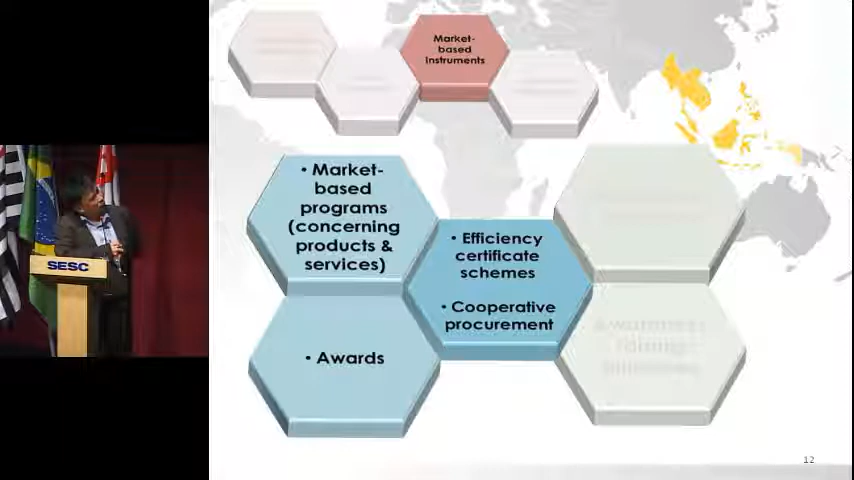 Market-
based
Instruments
• Market-
based
programs
(concerning
products &
services)
• Efficiency
certificate
schemes
• Cooperative
procurement
• Awards
SESC
12